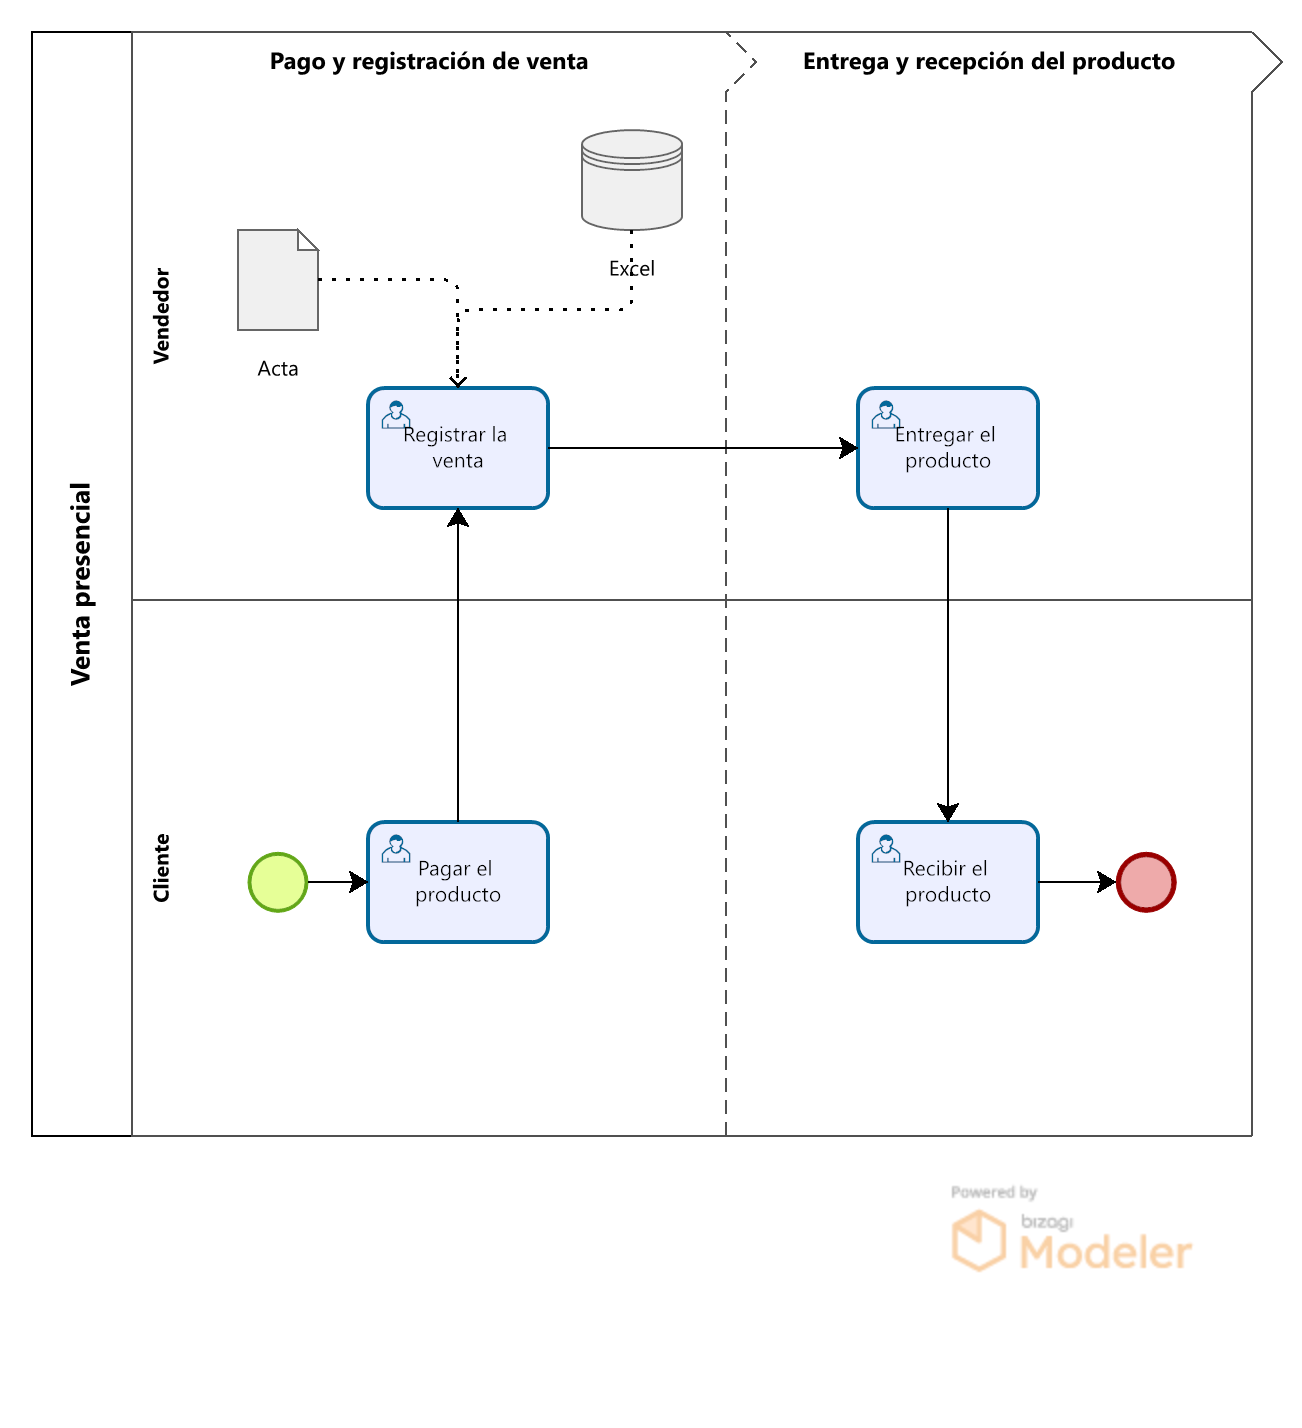 Pago y registración de venta
Entrega y recepción del producto
Venta presencial
Vendedor
Excel
Acta
Registrar la
venta
Entregar el
producto
Cliente
Pagar el
producto
Recibir el
producto
Powered by
bizagi
Modeler